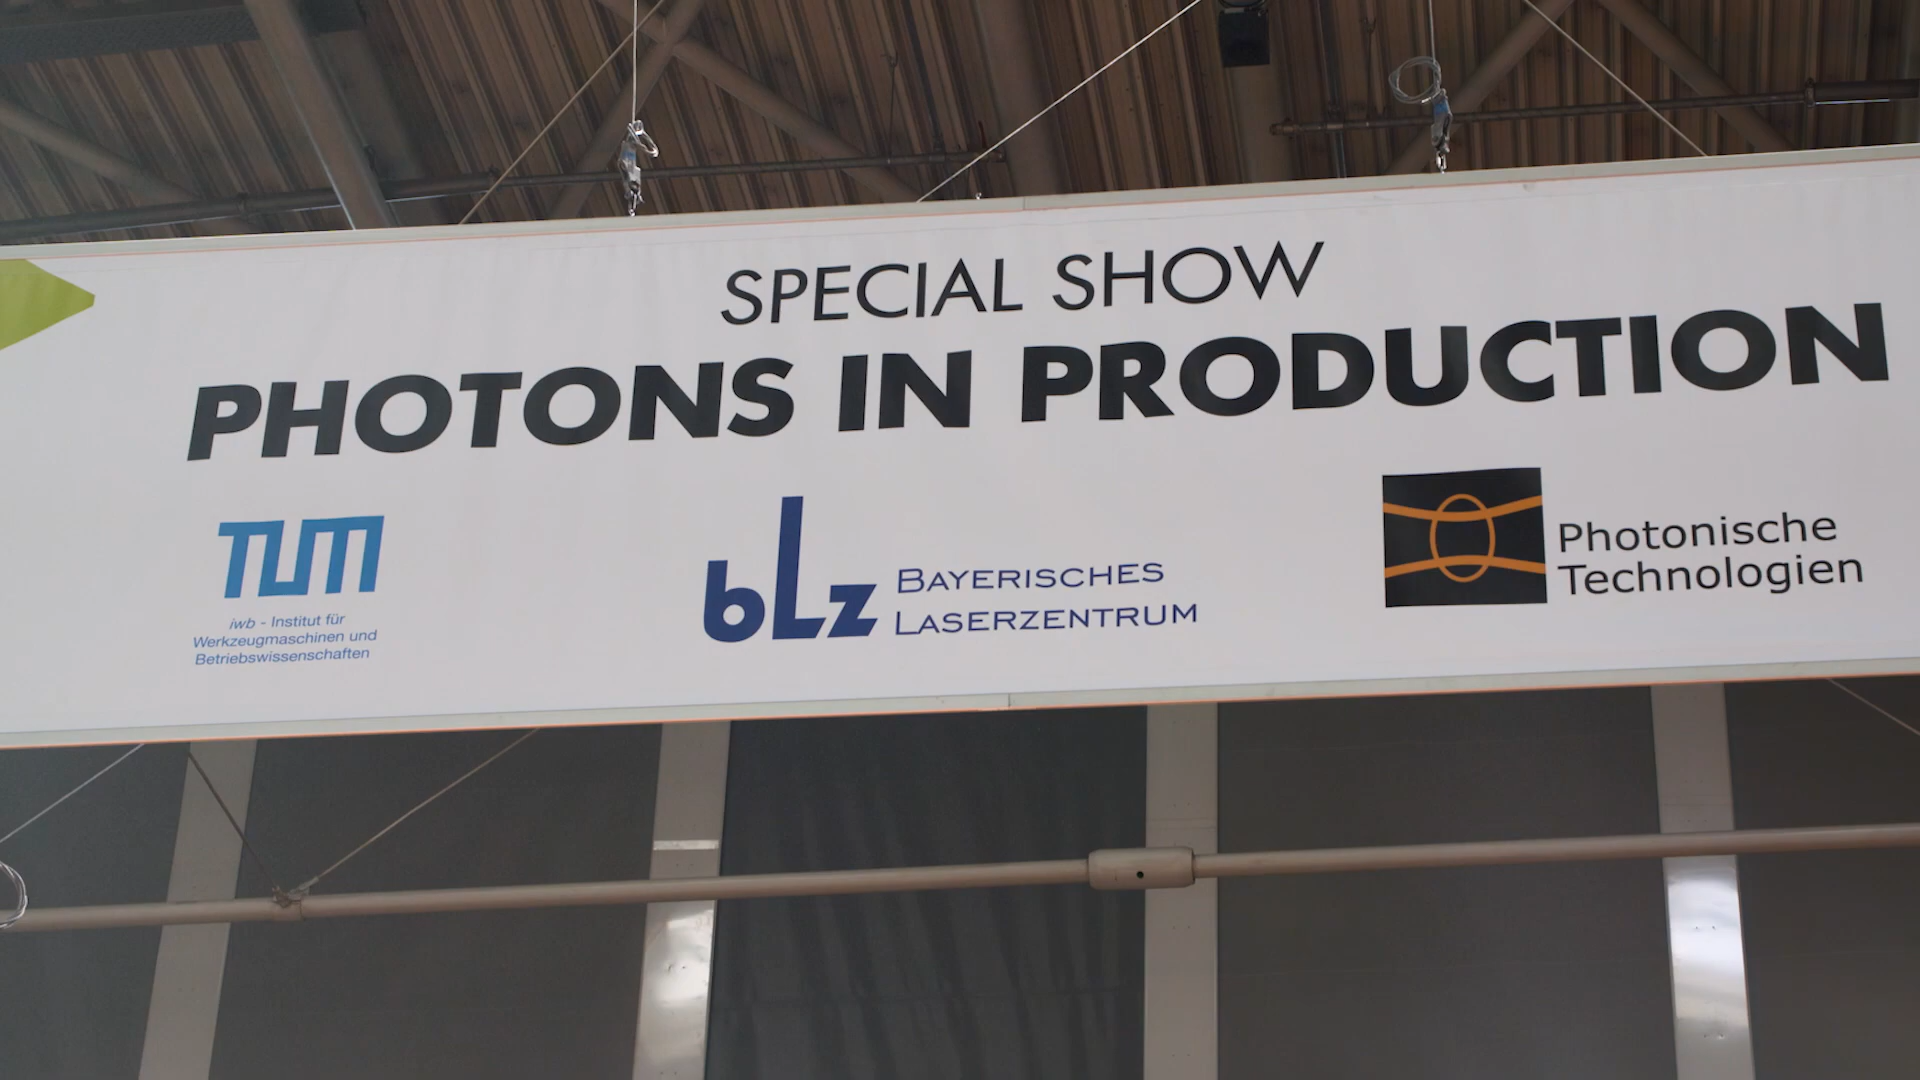 SPECIAL SHOW
PHOTONS IN PRODUCTION
TUM
iwb - Institut für
Werkzeugmaschinen und
Betriebswissenschaften
bLz
BAYERISCHES
LASERZENTRUM
Photonische
Technologien